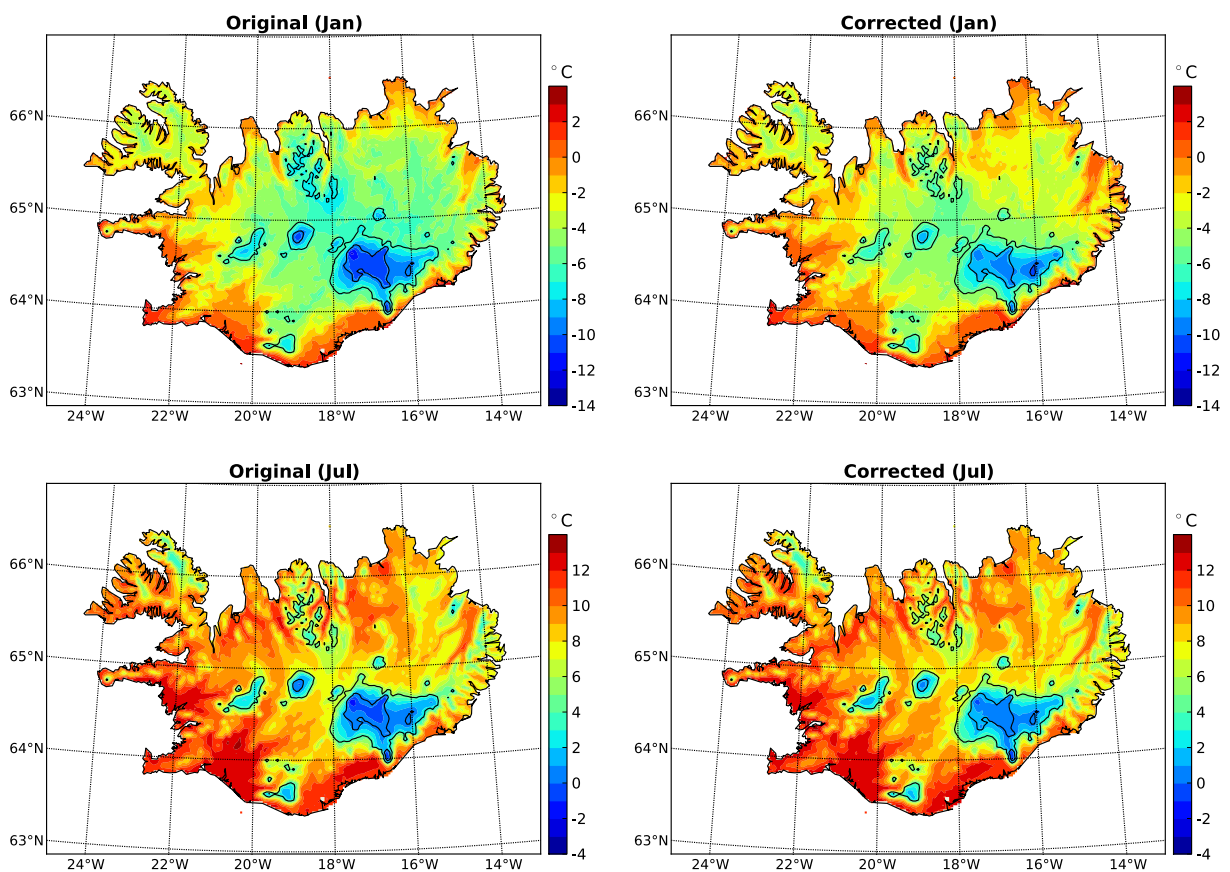 Original (Jan)
Corrected (Jan)
° C
66°N
65°N
64°N
63°N
2
0
-2
-4
-6
-8
-10
-12
-14
24°W 22°W 20°W 18°W 16°W 14°W
° C
66°N
65°N
64°N
63°N
2
0
-2
-4
-6
-8
-10
-12
-14
24°W 22°W 20°W 18°W 16°W 14°W
Original (Jul)
Corrected (Jul)
° C
66°N
65°N
64°N
63°N
12
10
8
6
4
2
0
-2
-4
24°W 22°W 20°W 18°W 16°W 14°W
° C
66°N
65°N
64°N
63°N
12
10
8
6
4
2
0
-2
-4
24°W 22°W 20°W 18°W 16°W 14°W